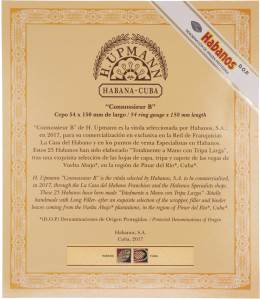 Habanos D.O.P.
H. UPMANN
HABANA-CUBA
"Connossieur B"
Cepo 54 x 150 mm de largo / 54 ring gauge x 150 mm length
"Connossieur B" de H. Upmann es la vitola seleccionada por Habanos, S.A.,
en 2017, para su comercialización en exclusiva en la Red de Franquicias
La Casa del Habano y en los puntos de venta Especialistas en Habanos.
Estos 25 Habanos han sido elaborado "Totalmente a Mano con Tripa Larga",
tras una exquisita selección de las hojas de capa, tripa y capote de las vegas de
Vuelta Abajo*, en la región de Pinar del Río*, Cuba*.
"Connossieur B" by H. Upmann is the vitola selected by Habanos, S.A. to be commercialized,
in 2017, through the La Casa del Habano Franchise and the Habanos Specialists shops.
These 25 Habanos have been made "Totalmente a Mano con Tripa Larga" -Totally
handmade with Long Filler- after an exquisite selection of the wrapper, filler and binder
leaves coming from the Vuelta Abajo* plantations, in the region of Pinar del Río*, Cuba*.
*(D.O.P.) Denominaciones de Origen Protegidas / Protected Denominations of Origin
Habanos, S.A.
Cuba, 2017